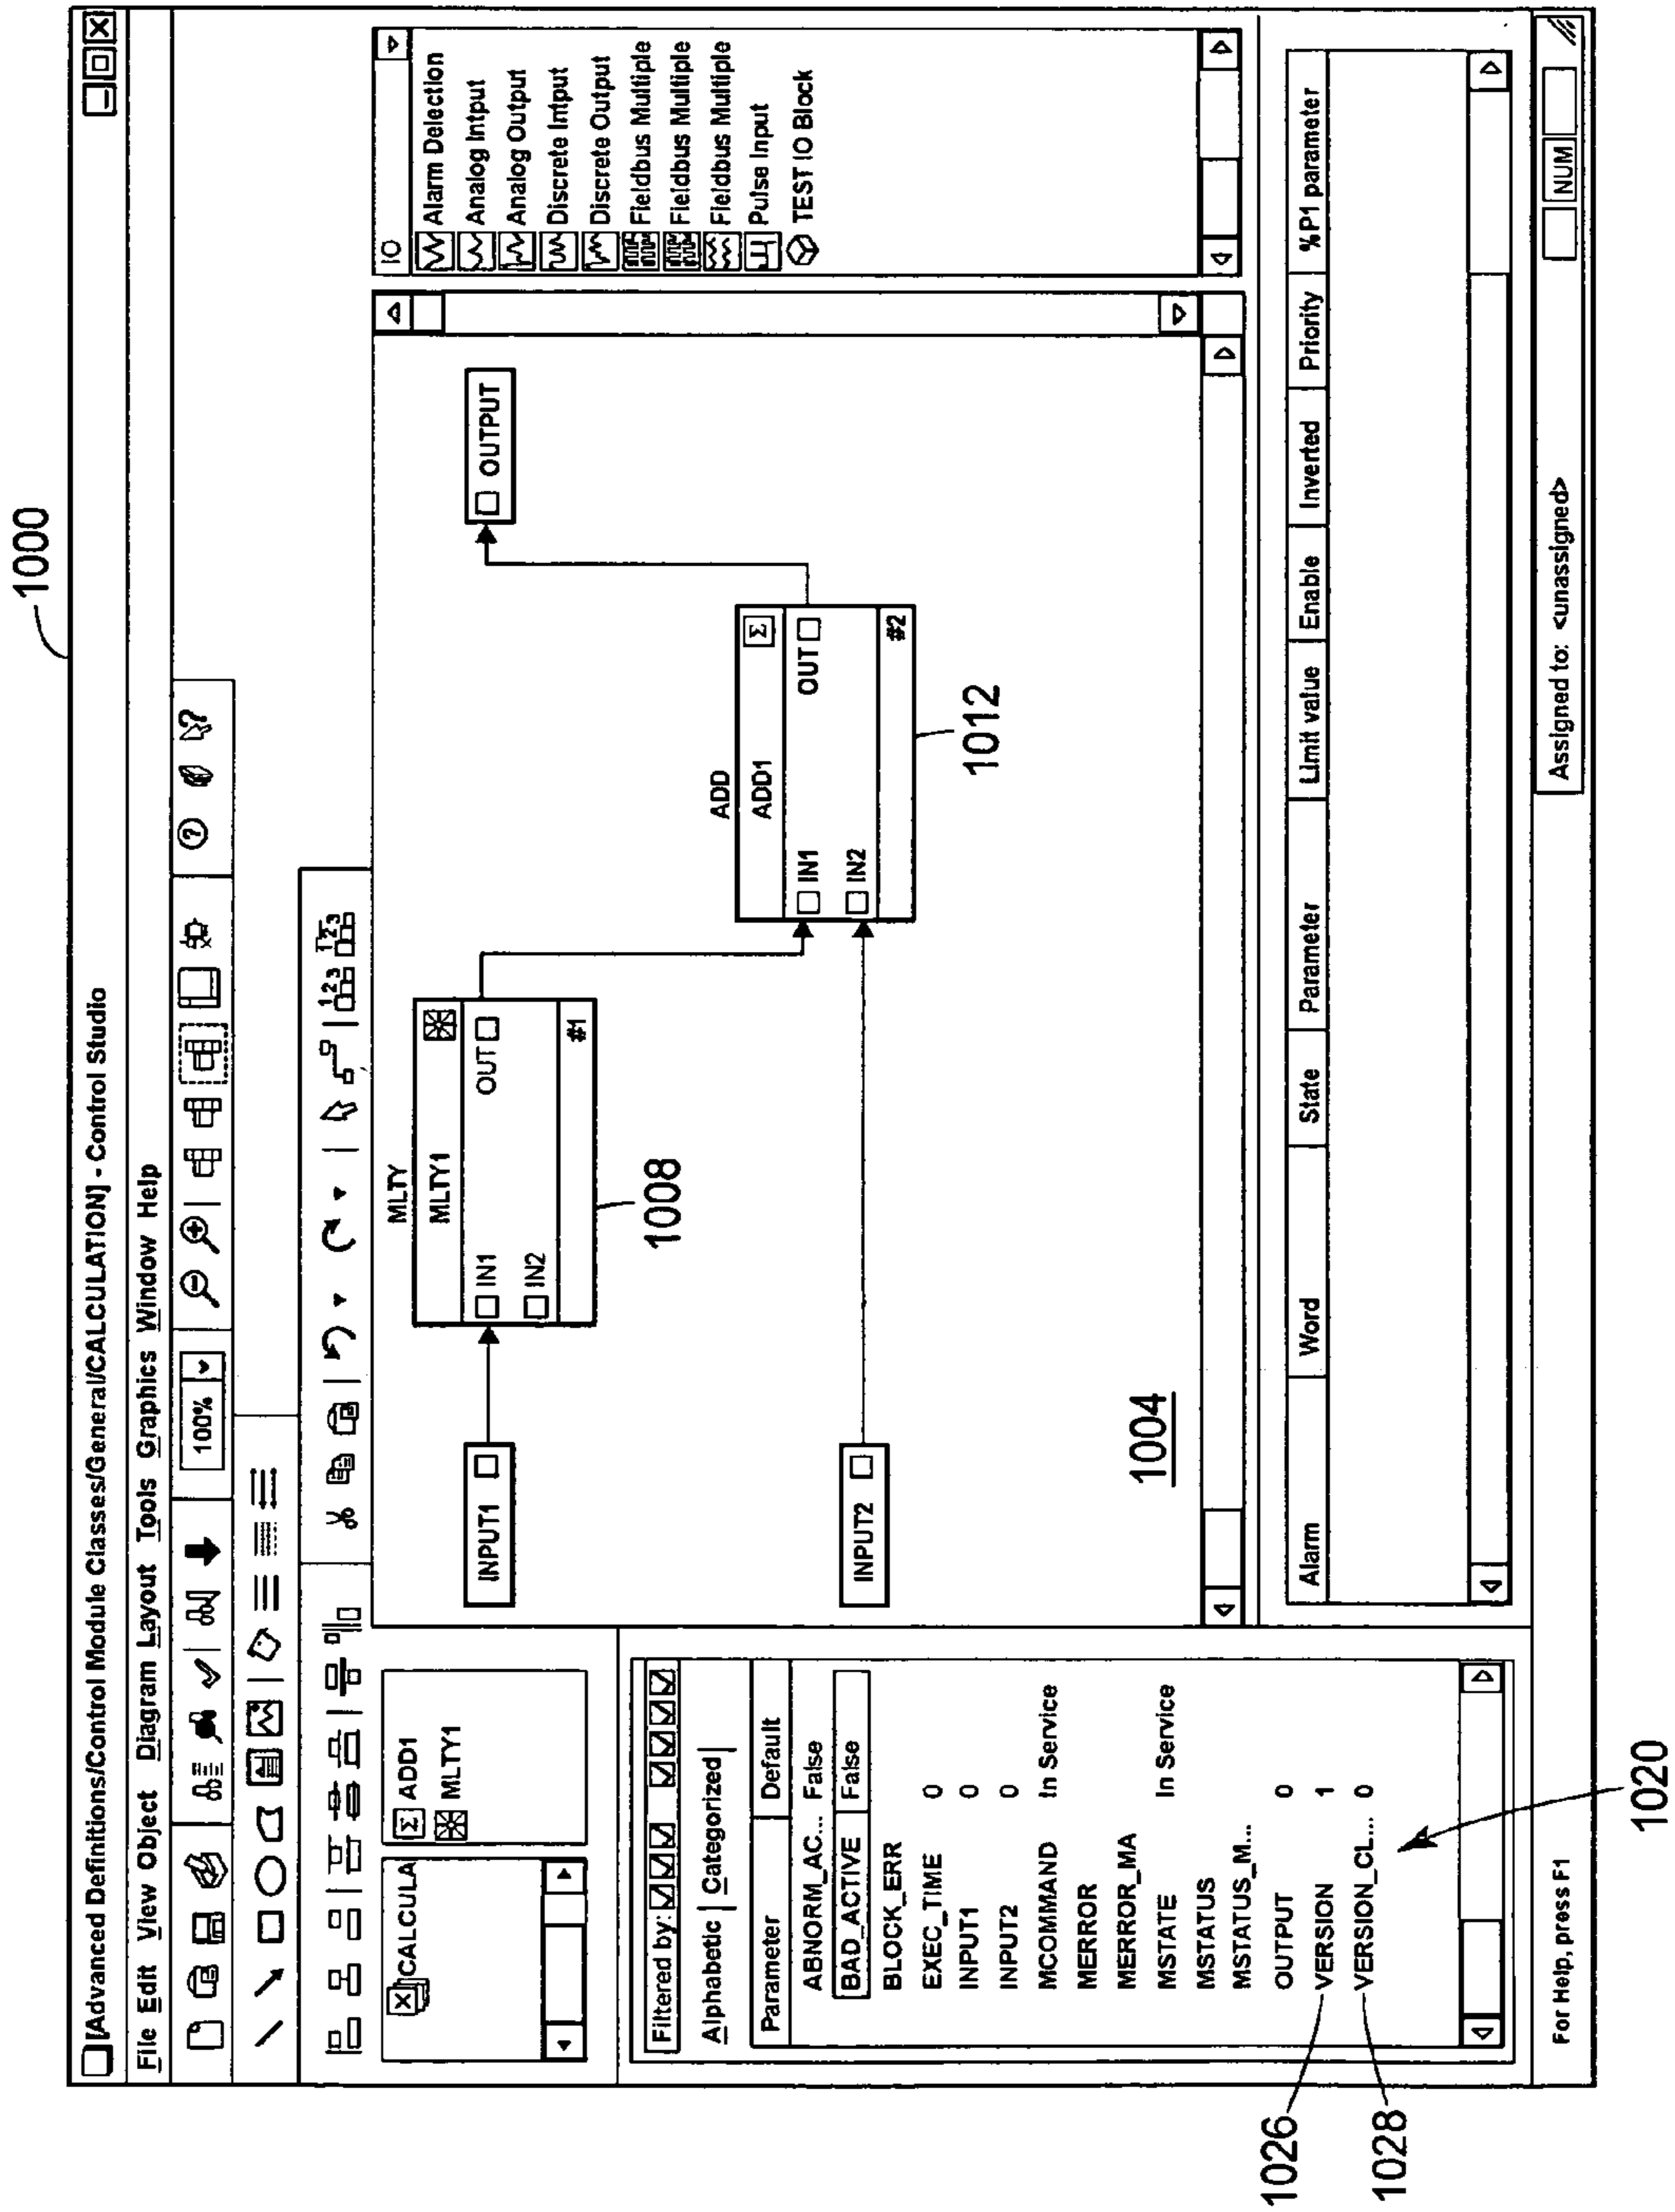 1000
[Advanced Definitions/Control Module Classes/General/CALCULATION] - Control Studio
File Edit View Object Diagram Layout Tools Graphics Window Help
100%
CALCULA
ADD1
MLTY1
Filtered by:
Alphabetic | Categorized |
Parameter Default
ABNORM_AC... False
BAD_ACTIVE False
BLOCK_ERR
EXEC_TIME 0
INPUT1 0
INPUT2 0
MCOMMAND In Service
MERROR
MERROR_MA
MSTATE In Service
MSTATUS
MSTATUS_M...
OUTPUT 0
VERSION 1
VERSION_CL... 0
1026
1028
1020
INPUT1
INPUT2
MLTY
MLTY1
IN1 OUT
IN2
#1
1008
ADD
ADD1
IN1 OUT
IN2
#2
1012
OUTPUT
1004
IO
Alarm Delection
Analog Intput
Analog Output
Discrete Intput
Discrete Output
Fieldbus Multiple
Fieldbus Multiple
Fieldbus Multiple
Pulse Input
TEST IO Block
Alarm Word State Parameter Limit value Enable Inverted Priority %P1 parameter
For Help, press F1
Assigned to: <unassigned>
NUM